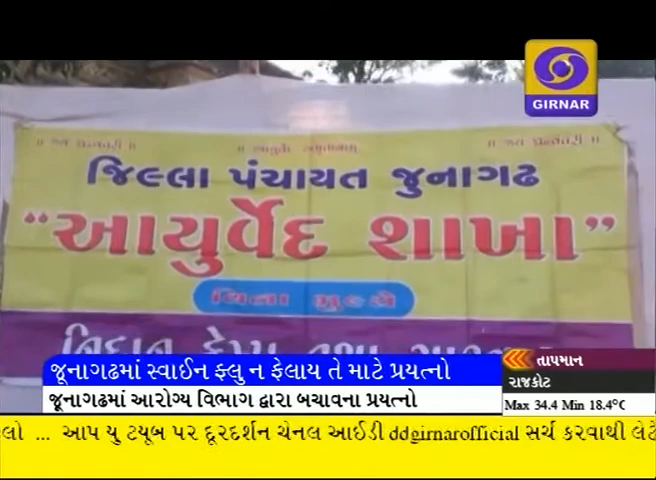 GIRNAR
॥ જય ધન્વંતરી ॥ ॥ જય ધન્વંતરી ॥
જિલ્લા પંચાયત જુનાગઢ
“આયુર્વેદ શાખા”
વિના મુલ્યે
નિદાન કેમ્પ તથા
જૂનાગઢમાં સ્વાઈન ફ્લુ ન ફેલાય તે માટે પ્રયત્નો
જૂનાગઢમાં આરોગ્ય વિભાગ દ્વારા બચાવના પ્રયત્નો
તાપમાન
રાજકોટ
Max 34.4 Min 18.4°C
... આપ યુ ટયૂબ પર દૂરદર્શન ચેનલ આઈડી ddgirnarofficial સર્ચ કરવાથી